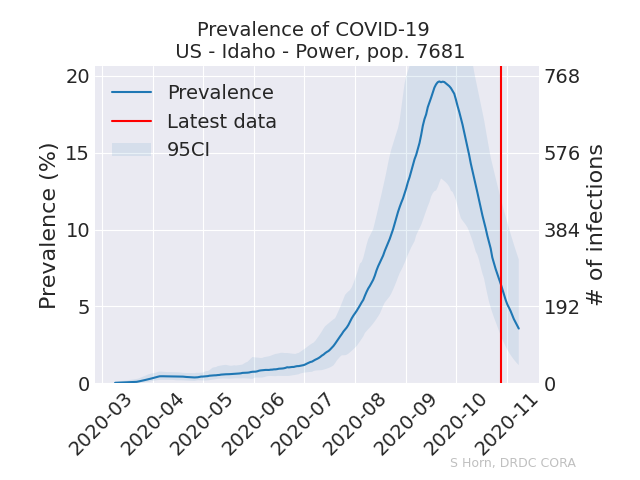 Prevalence of COVID-19
US - Idaho - Power, pop. 7681
Prevalence
Latest data
95CI
Prevalence (%)
20
15
10
5
0
768
576
384
192
0
# of infections
2020-03
2020-04
2020-05
2020-06
2020-07
2020-08
2020-09
2020-10
2020-11
S Horn, DRDC CORA